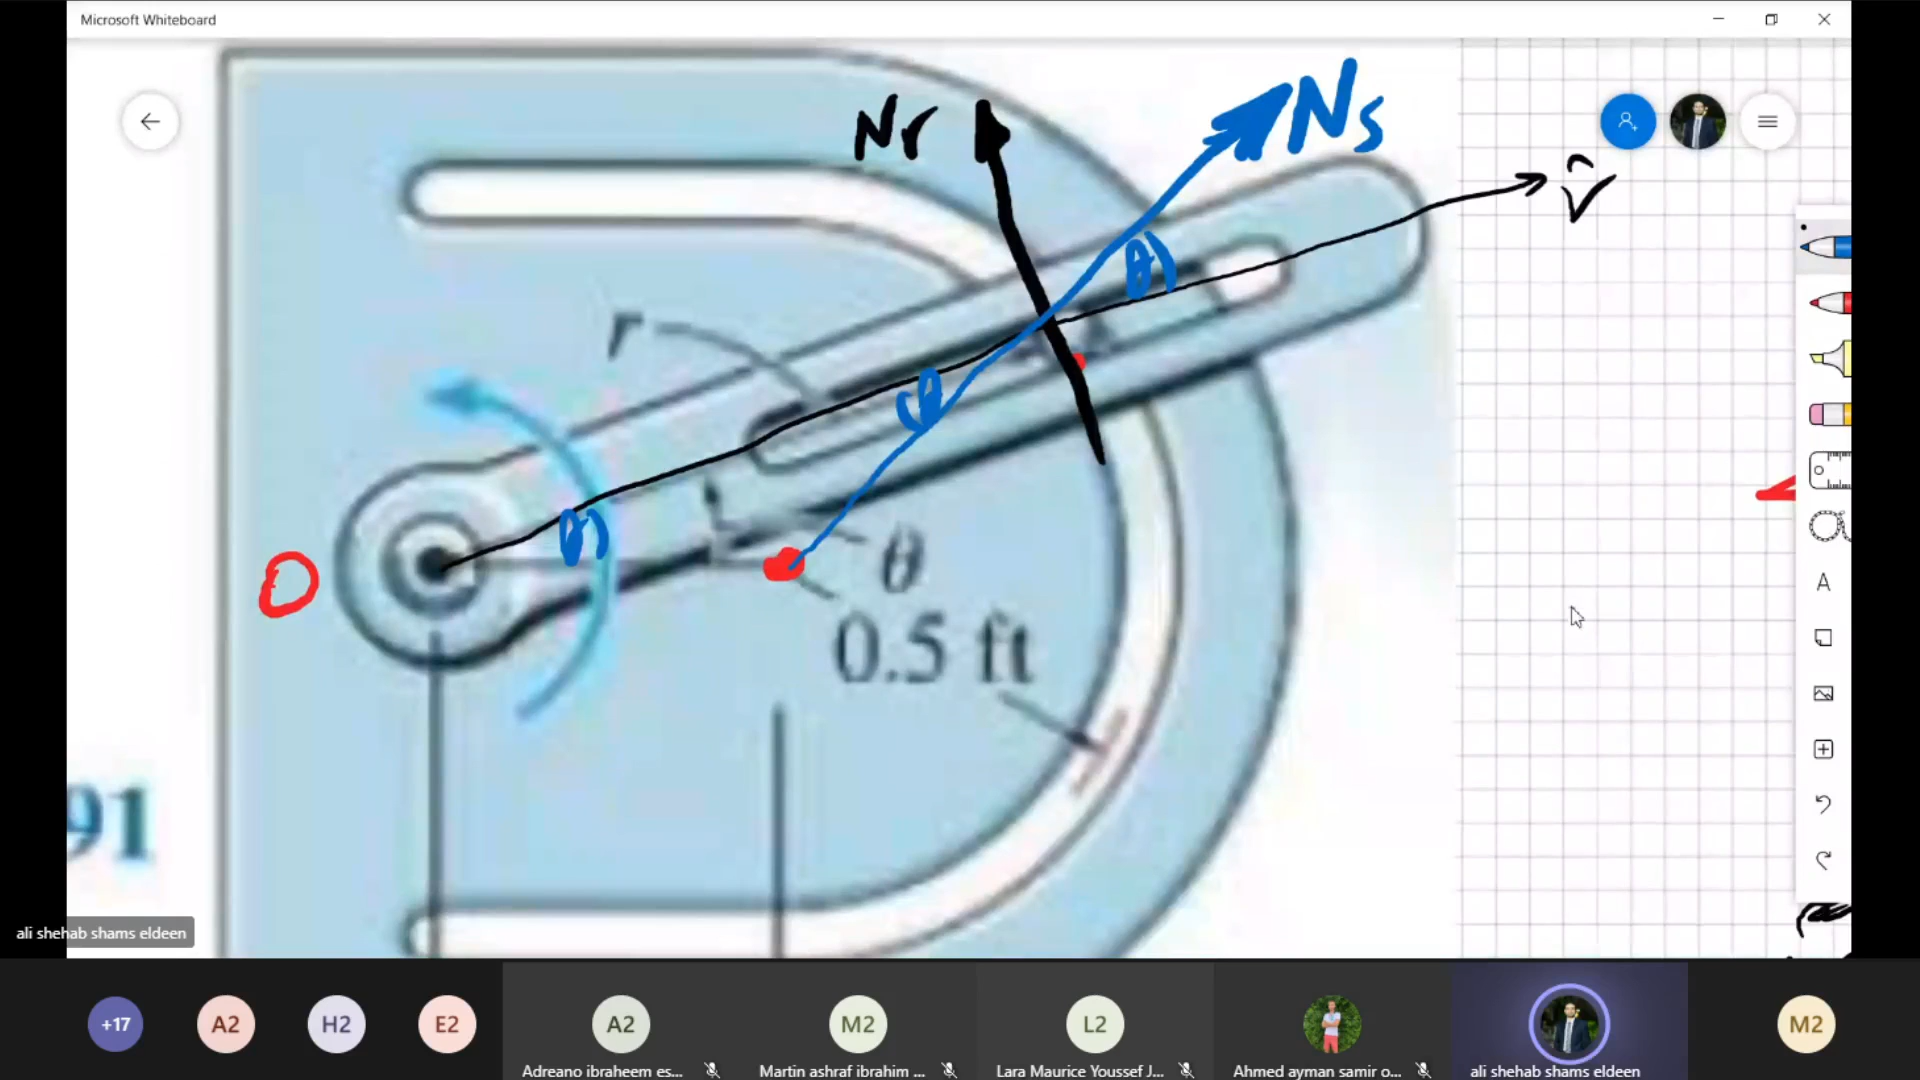 Microsoft Whiteboard
Nr
Ns
r̂
θ
r
θ
θ
θ
O
0.5 ft
91
A
ali shehab shams eldeen
+17
A2
H2
E2
A2
M2
L2
M2
Adreano ibraheem es...
Martin ashraf ibrahim ...
Lara Maurice Youssef J...
Ahmed ayman samir o...
ali shehab shams eldeen